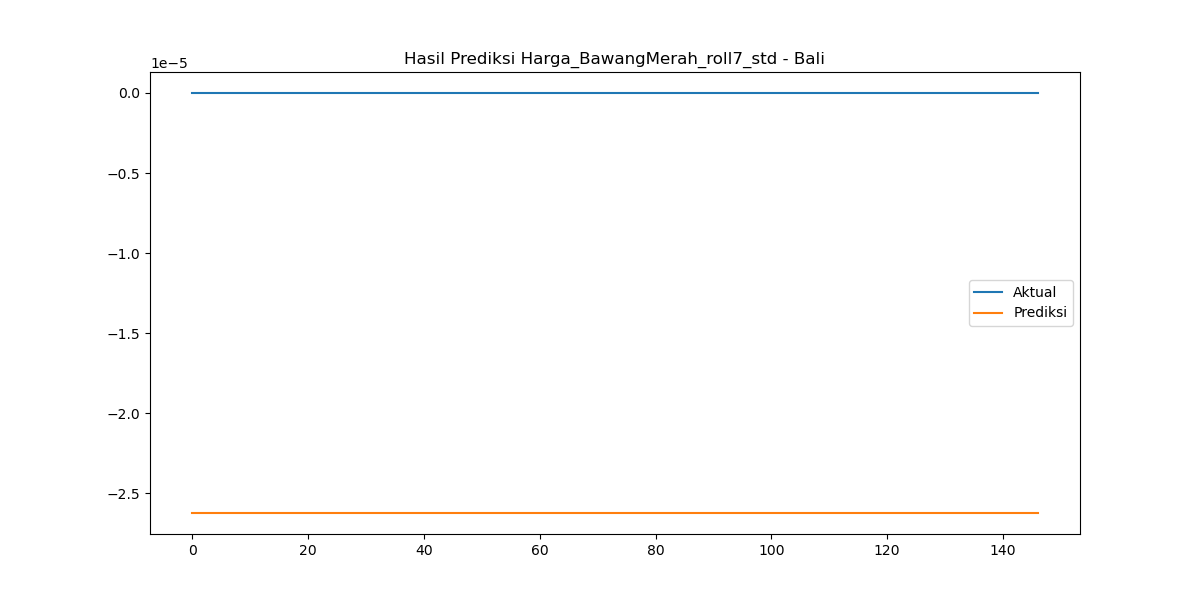 Hasil Prediksi Harga_BawangMerah_roll7_std - Bali
1e−5
0.0
−0.5
−1.0
−1.5
−2.0
−2.5
Aktual
Prediksi
0 20 40 60 80 100 120 140